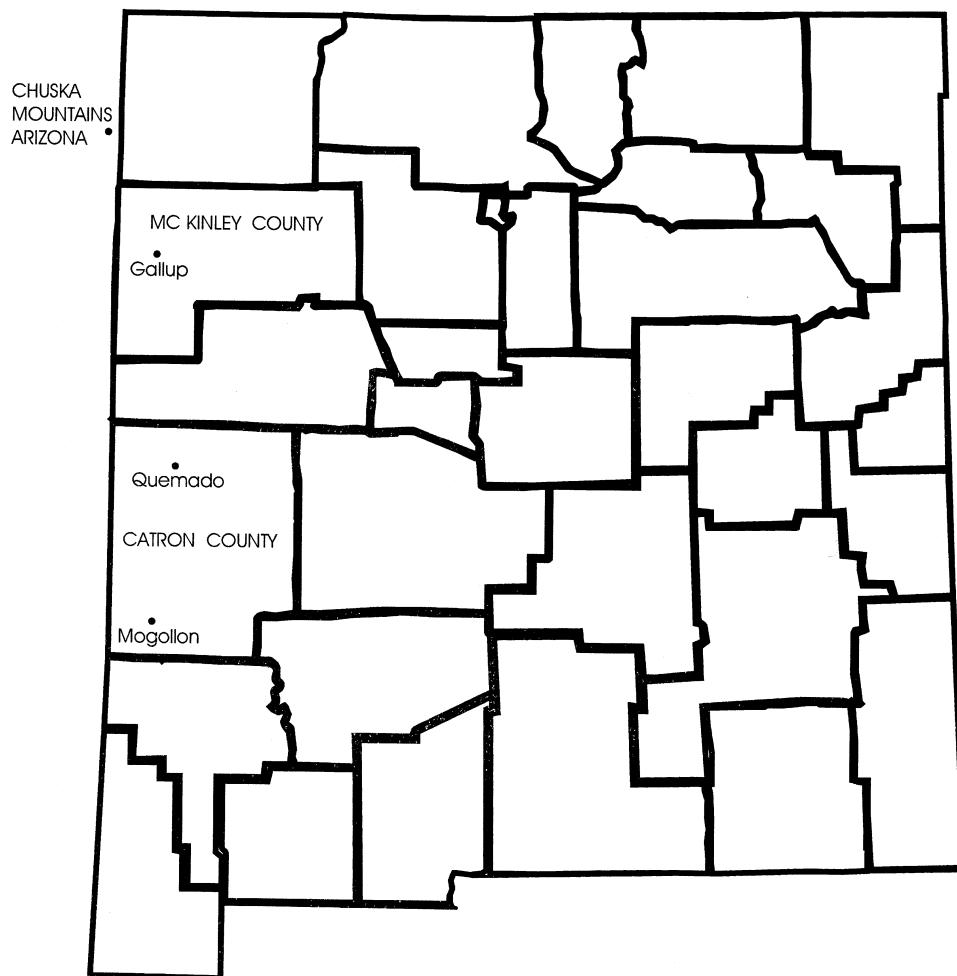 CHUSKA
MOUNTAINS
ARIZONA
MC KINLEY COUNTY
Gallup
Quemado
CATRON COUNTY
Mogollon